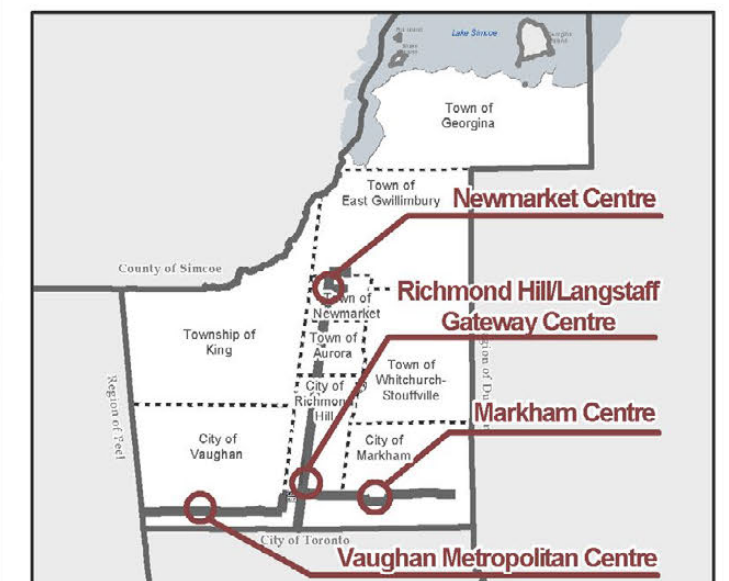 Lake Simcoe
Town of
Georgina
Town of
East Gwillimbury
Newmarket Centre
County of Simcoe
Town of
Newmarket
Richmond Hill/Langstaff
Gateway Centre
Township of
King
Town of
Aurora
Town of
Whitchurch-
Stouffville
City of
Richmond
Hill
Region of Peel
Markham Centre
City of
Vaughan
City of
Markham
City of Toronto
Vaughan Metropolitan Centre